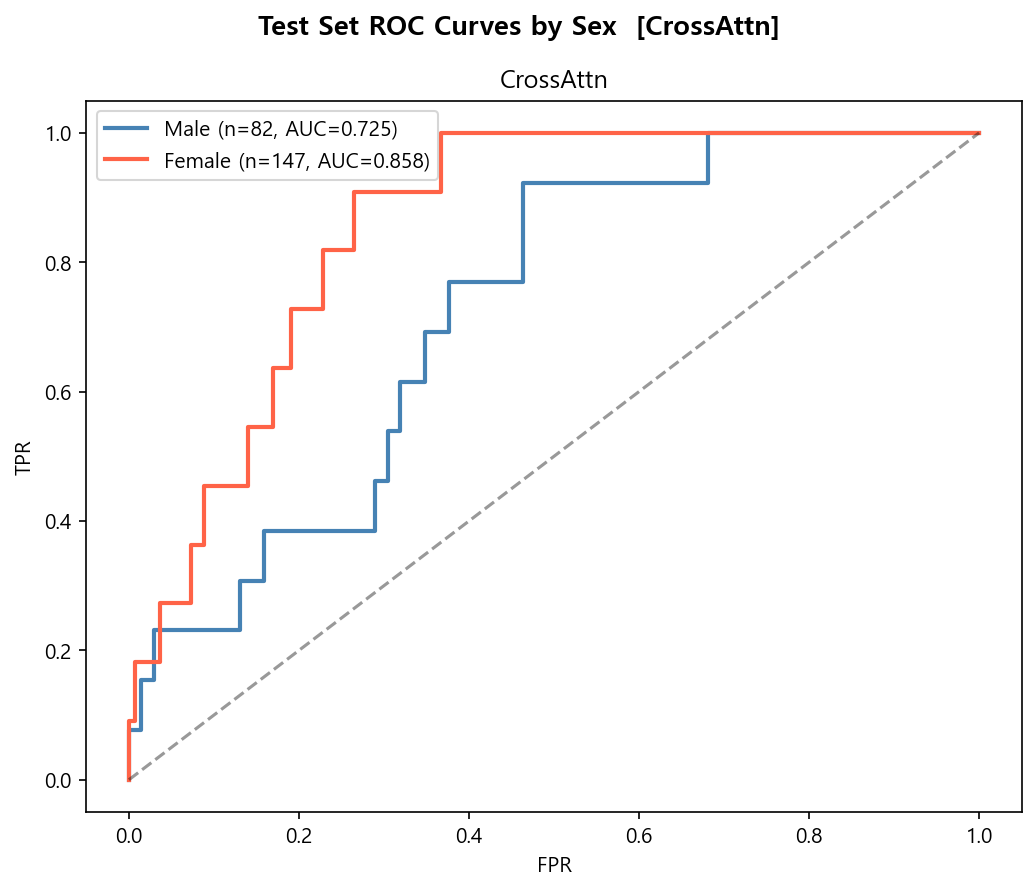 Test Set ROC Curves by Sex  [CrossAttn]
CrossAttn
Male (n=82, AUC=0.725)
Female (n=147, AUC=0.858)
1.0
0.8
0.6
0.4
0.2
0.0
TPR
0.0 0.2 0.4 0.6 0.8 1.0
FPR